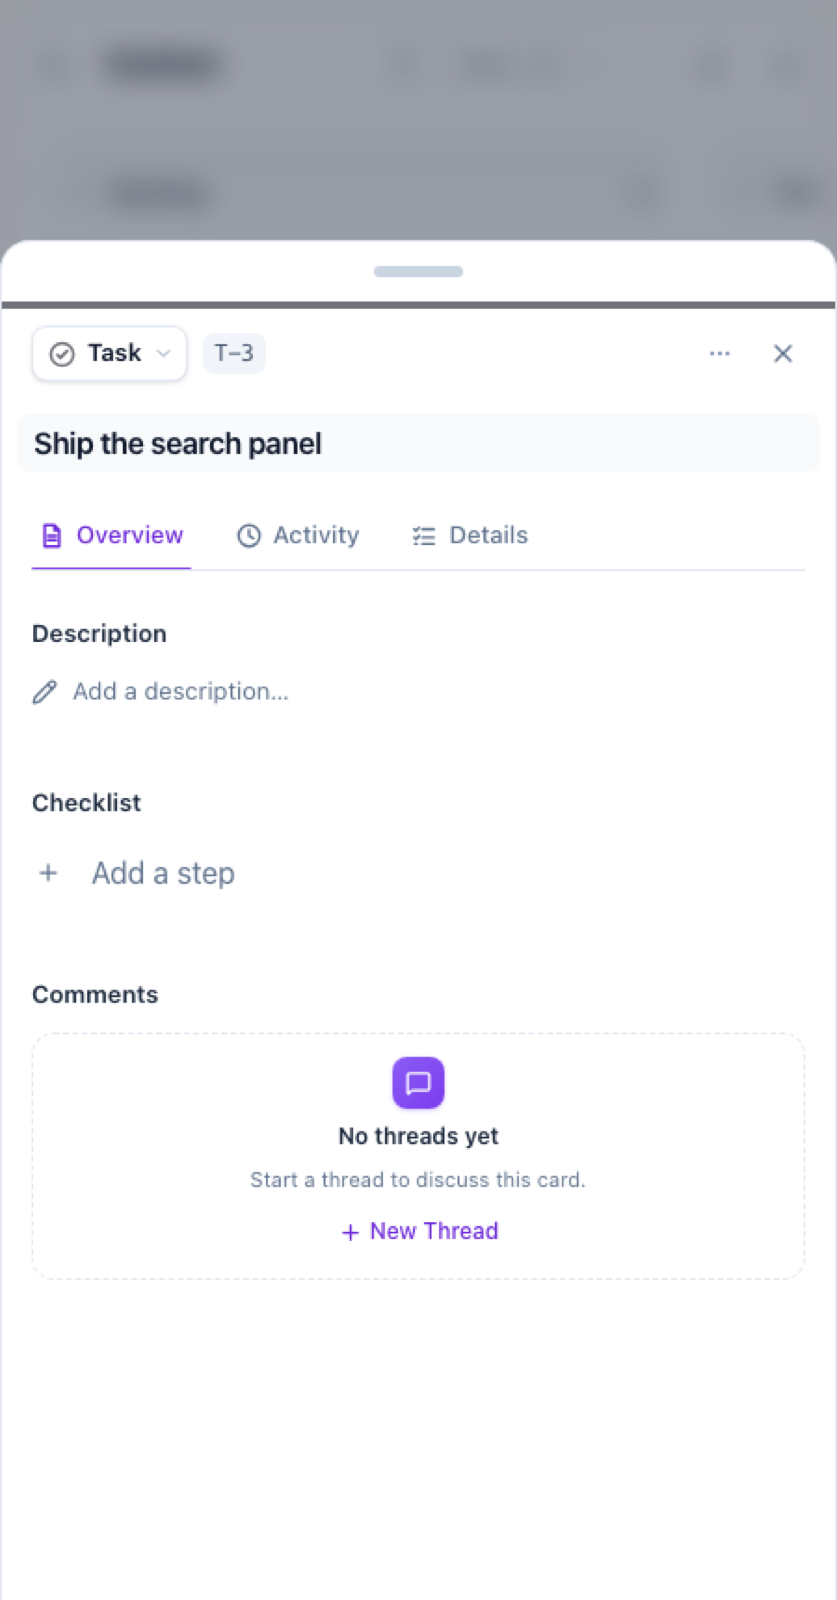 Task
T-3
Ship the search panel
Overview
Activity
Details
Description
Add a description...
Checklist
+ Add a step
Comments
No threads yet
Start a thread to discuss this card.
+ New Thread